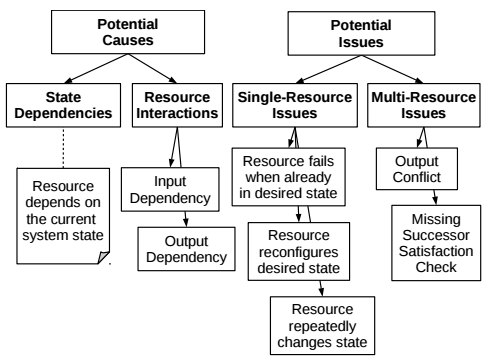 Potential
Causes
Potential
Issues
State
Dependencies
Resource
Interactions
Single-Resource
Issues
Multi-Resource
Issues
Resource
depends on
the current
system state
Input
Dependency
Output
Dependency
Resource fails
when already
in desired state
Resource
reconfigures
desired state
Resource
repeatedly
changes state
Output
Conflict
Missing
Successor
Satisfaction
Check